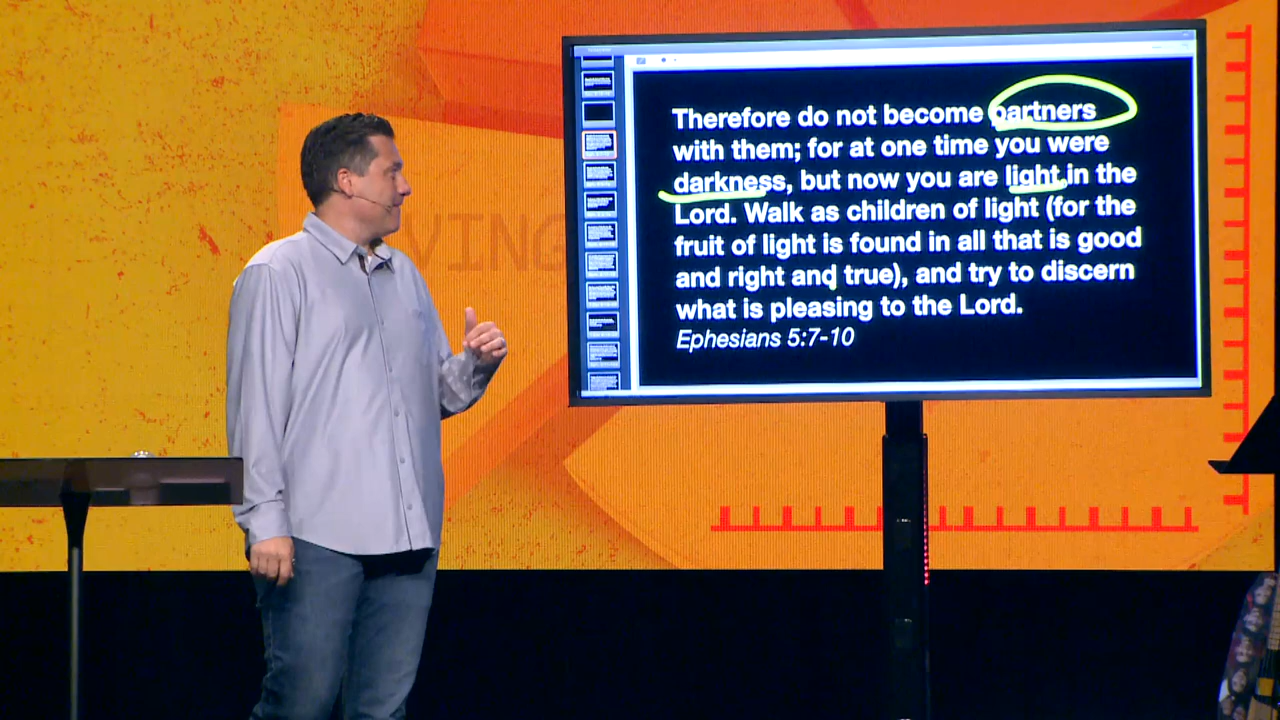 Therefore do not become partners
with them; for at one time you were
darkness, but now you are light in the
Lord. Walk as children of light (for the
fruit of light is found in all that is good
and right and true), and try to discern
what is pleasing to the Lord.
Ephesians 5:7-10
VING